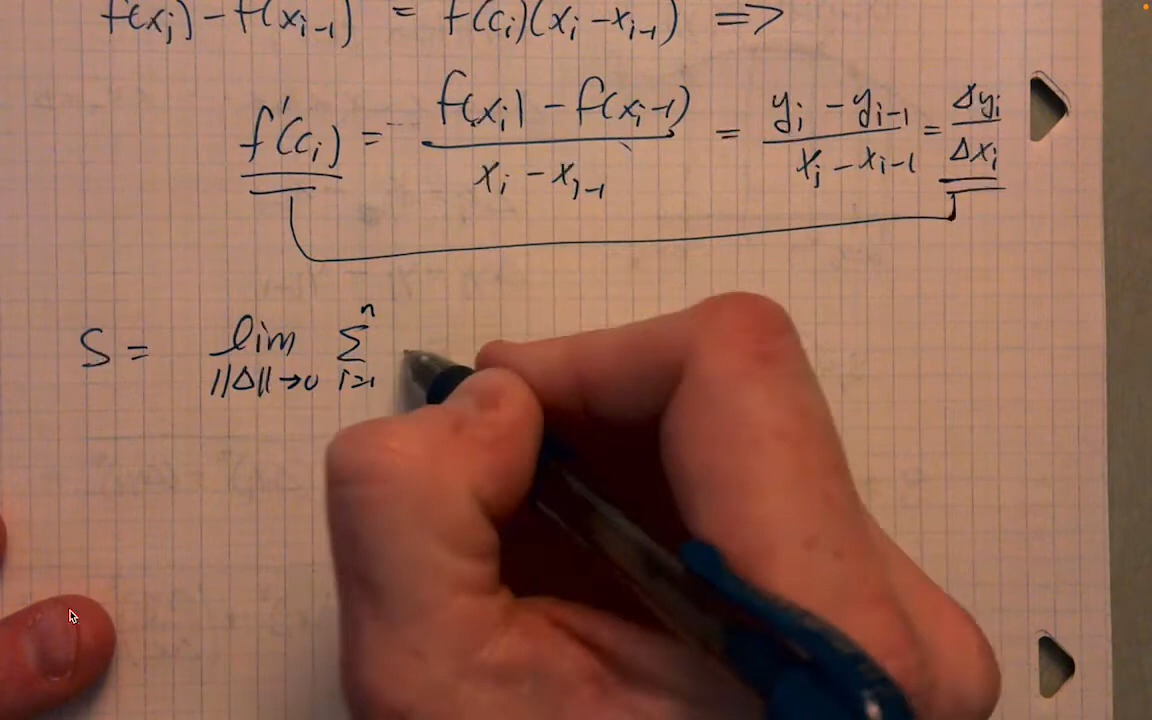 f(xᵢ) - f(xᵢ₋₁) = f(cᵢ)(xᵢ - xᵢ₋₁) ⇒
f'(cᵢ) = (f(xᵢ) - f(xᵢ₋₁)) / (xᵢ - xᵢ₋₁) = (yᵢ - yᵢ₋₁) / (xᵢ - xᵢ₋₁) = Δyᵢ / Δxᵢ
S = lim_{||Δ||→0} ∑_{i=1}^{n}